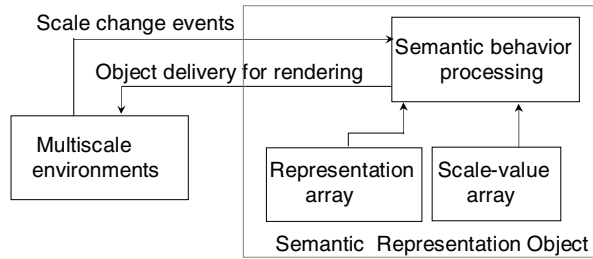 Scale change events
Semantic behavior
processing
Object delivery for rendering
Multiscale
environments
Representation
array
Scale-value
array
Semantic Representation Object